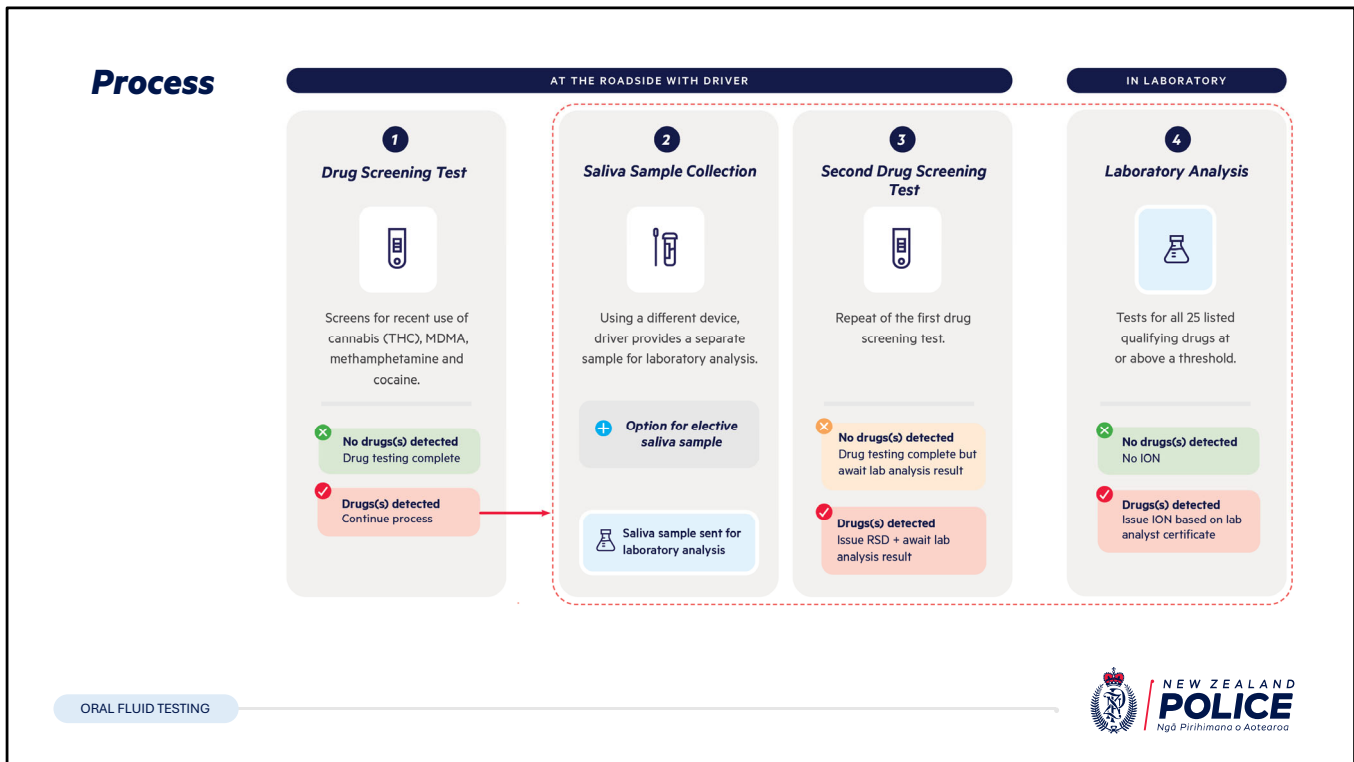 Process
AT THE ROADSIDE WITH DRIVER
IN LABORATORY
1
Drug Screening Test
Screens for recent use of
cannabis (THC), MDMA,
methamphetamine and
cocaine.
No drugs(s) detected
Drug testing complete
Drugs(s) detected
Continue process
2
Saliva Sample Collection
Using a different device,
driver provides a separate
sample for laboratory analysis.
Option for elective
saliva sample
Saliva sample sent for
laboratory analysis
3
Second Drug Screening
Test
Repeat of the first drug
screening test.
No drugs(s) detected
Drug testing complete but
await lab analysis result
Drugs(s) detected
Issue RSD + await lab
analysis result
4
Laboratory Analysis
Tests for all 25 listed
qualifying drugs at
or above a threshold.
No drugs(s) detected
No ION
Drugs(s) detected
Issue ION based on lab
analyst certificate
ORAL FLUID TESTING
NEW ZEALAND
POLICE
Ngā Pirihimana o Aotearoa